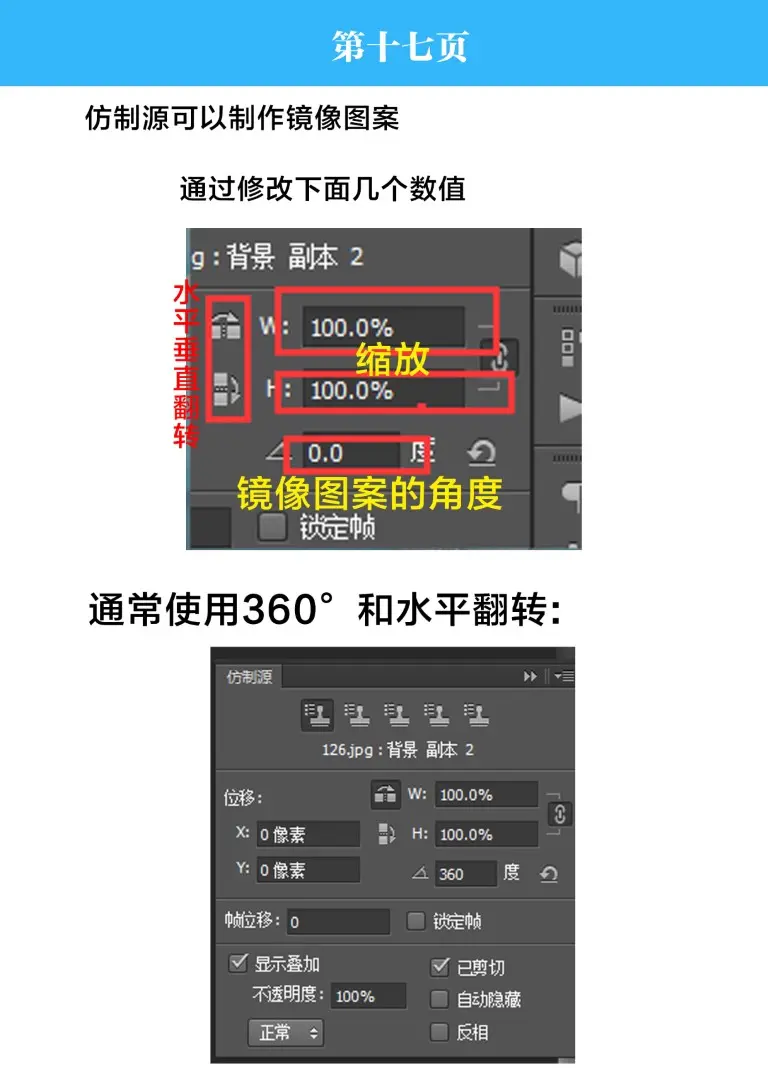 第十七页
仿制源可以制作镜像图案
通过修改下面几个数值
g : 背景 副本 2
水平垂直翻转
W: 100.0%
缩放
H: 100.0%
0.0 度
镜像图案的角度
锁定帧
通常使用360°和水平翻转:
仿制源
126.jpg : 背景 副本 2
位移: W: 100.0%
X: 0 像素 H: 100.0%
Y: 0 像素 360 度
帧位移: 0 锁定帧
显示叠加 已剪切
不透明度: 100% 自动隐藏
正常 反相